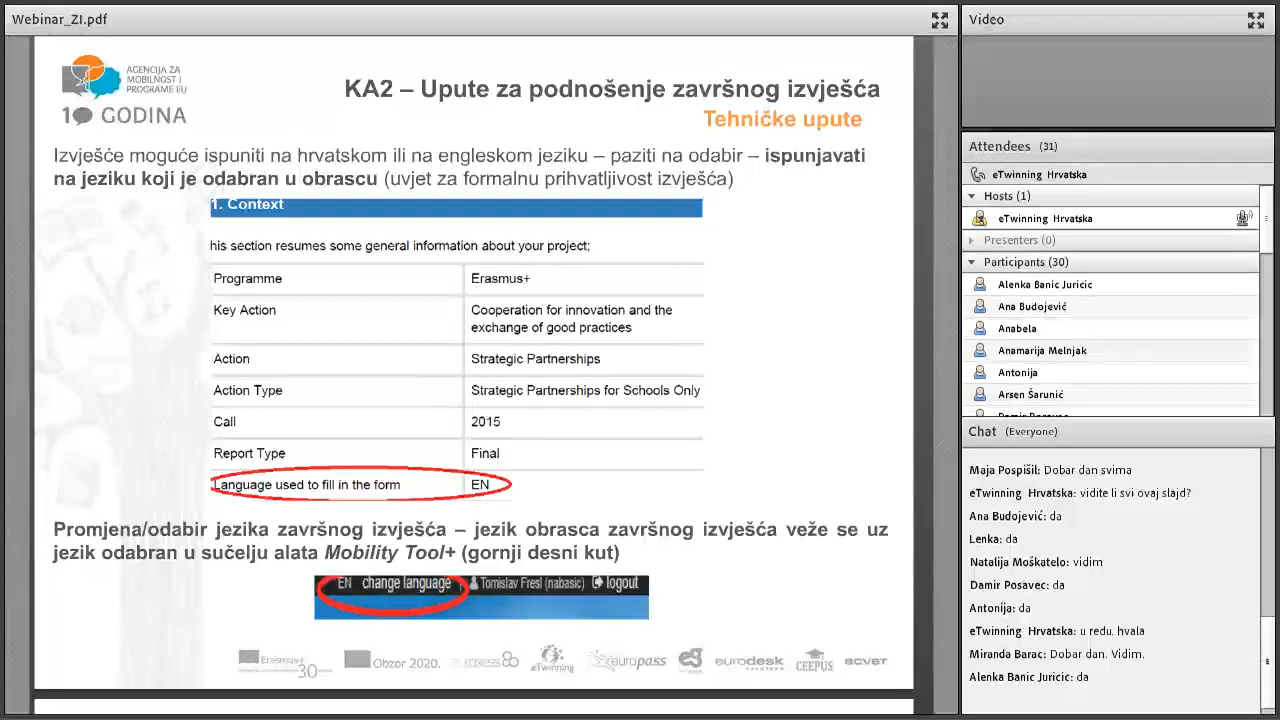 Webinar_ZI.pdf
AGENCIJA ZA
MOBILNOST I
PROGRAME EU
10 GODINA
KA2 – Upute za podnošenje završnog izvješća
Tehničke upute
Izvješće moguće ispuniti na hrvatskom ili na engleskom jeziku – paziti na odabir – ispunjavati
na jeziku koji je odabran u obrascu (uvjet za formalnu prihvatljivost izvješća)
1. Context
his section resumes some general information about your project;
Programme Erasmus+
Key Action Cooperation for innovation and the
exchange of good practices
Action Strategic Partnerships
Action Type Strategic Partnerships for Schools Only
Call 2015
Report Type Final
Language used to fill in the form EN
Promjena/odabir jezika završnog izvješća – jezik obrasca završnog izvješća veže se uz
jezik odabran u sučelju alata Mobility Tool+ (gornji desni kut)
EN change language Tomislav Fresl (nabasic) logout
Erasmus+ 30 Obzor 2020. euraxess eTwinning europass e3 eurodesk CEEPUS ecvet
Video
Attendees (31)
eTwinning Hrvatska
Hosts (1)
eTwinning Hrvatska
Presenters (0)
Participants (30)
Alenka Banic Juricic
Ana Budojević
Anabela
Anamarija Melnjak
Antonija
Arsen Šarunić
Damir Posavec
Chat (Everyone)
Maja Pospišil: Dobar dan svima
eTwinning Hrvatska: vidite li svi ovaj slajd?
Ana Budojević: da
Lenka: da
Natalija Moškatelo: vidim
Damir Posavec: da
Antonija: da
eTwinning Hrvatska: u redu. hvala
Miranda Barac: Dobar dan. Vidim.
Alenka Banic Juricic: da